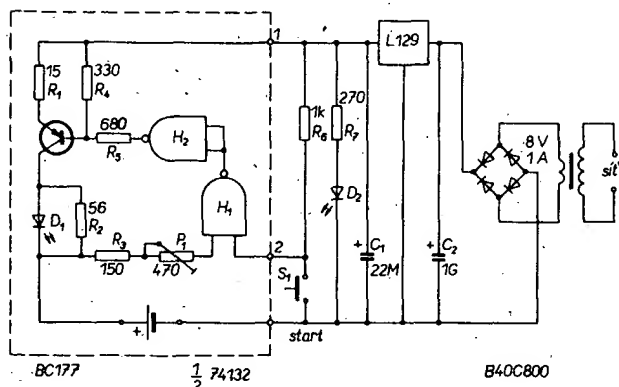 1
L129
15
R1
330
R4
680
R5
H2
1k
R6
270
R7
8 V
1 A
síť
H1
D1
56
R2
D2
R3
150
P1
470
2
S1
+
C1
22M
+
C2
1G
+
start
BC177
1/2 74132
B40C800